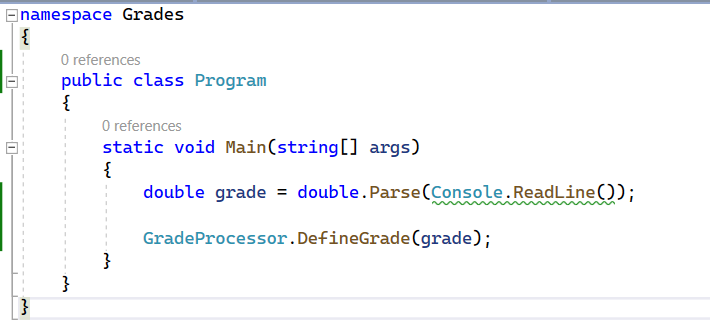 namespace Grades
{
0 references
public class Program
{
0 references
static void Main(string[] args)
{
double grade = double.Parse(Console.ReadLine());
GradeProcessor.DefineGrade(grade);
}
}
}